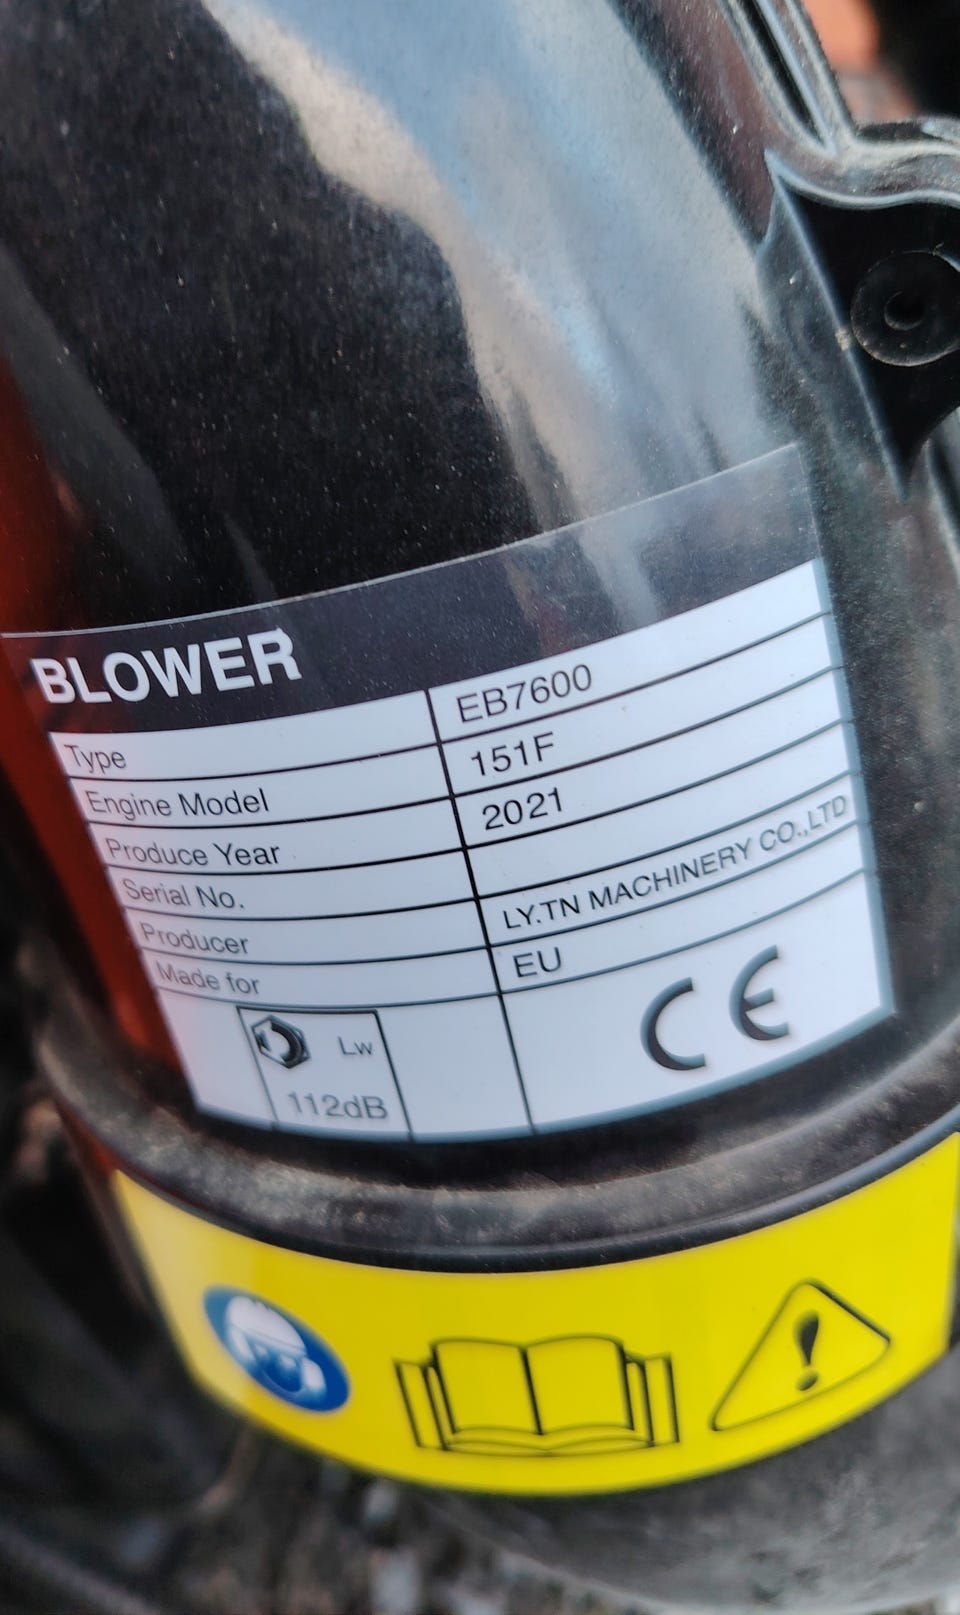 BLOWER
Type EB7600
Engine Model 151F
Produce Year 2021
Serial No.
Producer LY.TN MACHINERY CO.,LTD
Made for EU
Lw
112dB
CE